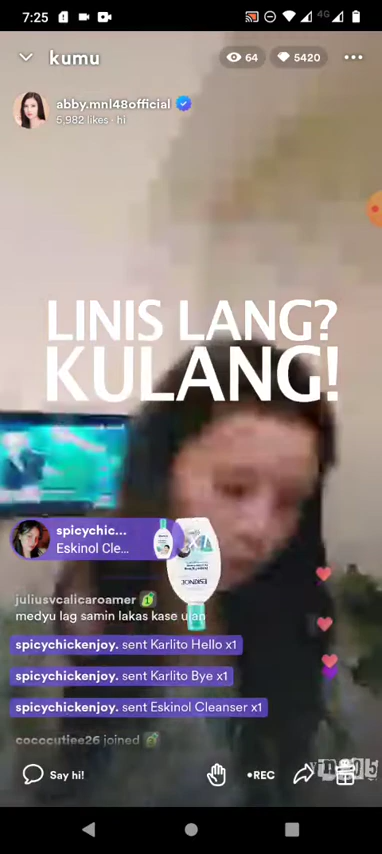 7:25
4G
kumu
64
5420
abby.mnl48official
5,982 likes · hi
LINIS LANG?
KULANG!
spicychic...
Eskinol Cle...
ESKINOL
juliusvcalicaroamer
medyu lag samin lakas kase ulan
spicychickenjoy. sent Karlito Hello x1
spicychickenjoy. sent Karlito Bye x1
spicychickenjoy. sent Eskinol Cleanser x1
cococutiee26 joined
Say hi!
•REC